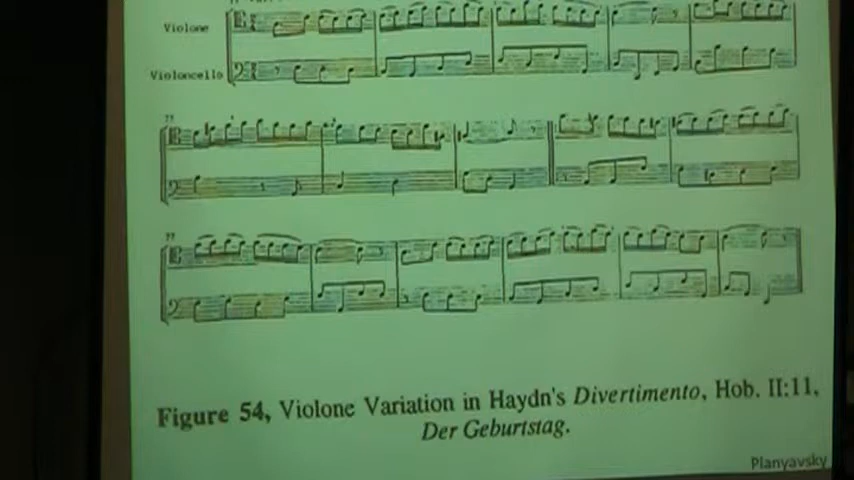 Violone
Violoncello
Figure 54, Violone Variation in Haydn's Divertimento, Hob. II:11,
Der Geburtstag.
Planyavsky